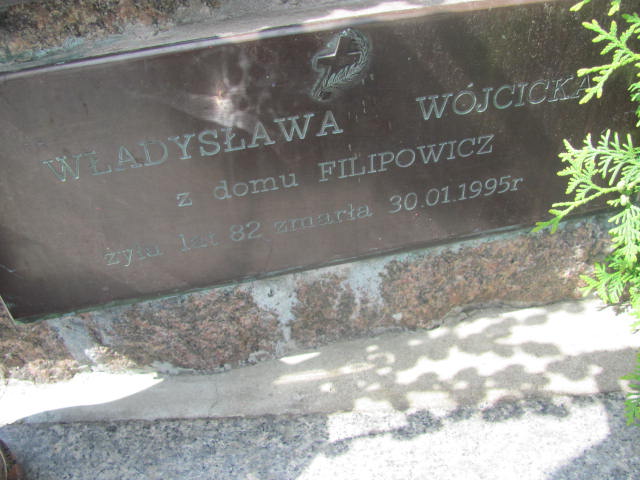 WŁADYSŁAWA WÓJCICKA
z domu FILIPOWICZ
żyła lat 82 zmarła 30.01.1995r